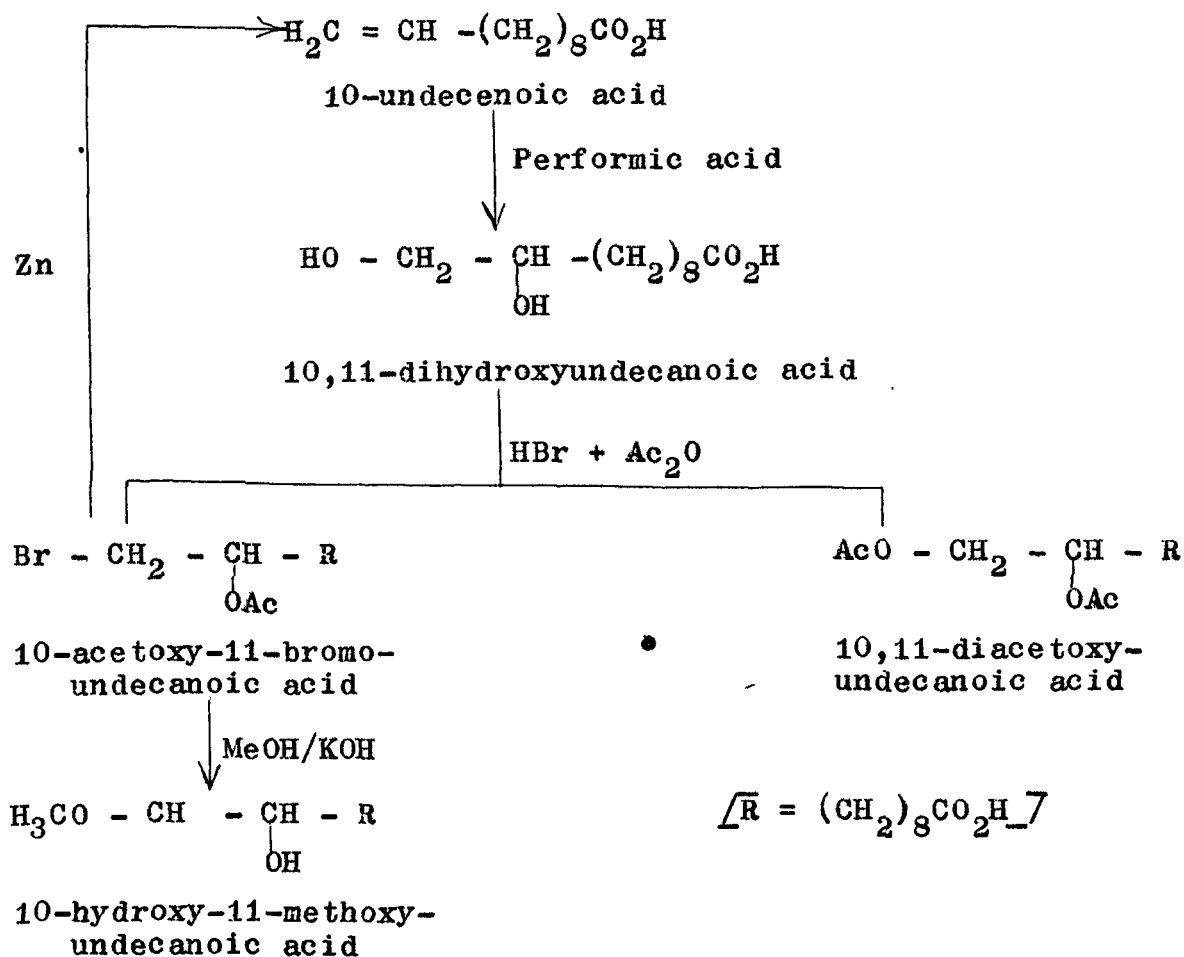 H₂C = CH -(CH₂)₈CO₂H
10-undecenoic acid
Performic acid
Zn
HO - CH₂ - CH -(CH₂)₈CO₂H
OH
10,11-dihydroxyundecanoic acid
HBr + Ac₂O
Br - CH₂ - CH - R
OAc
10-acetoxy-11-bromo-
undecanoic acid
AcO - CH₂ - CH - R
OAc
10,11-diacetoxy-
undecanoic acid
MeOH/KOH
H₃CO - CH - CH - R
OH
10-hydroxy-11-methoxy-
undecanoic acid
[R = (CH₂)₈CO₂H_7